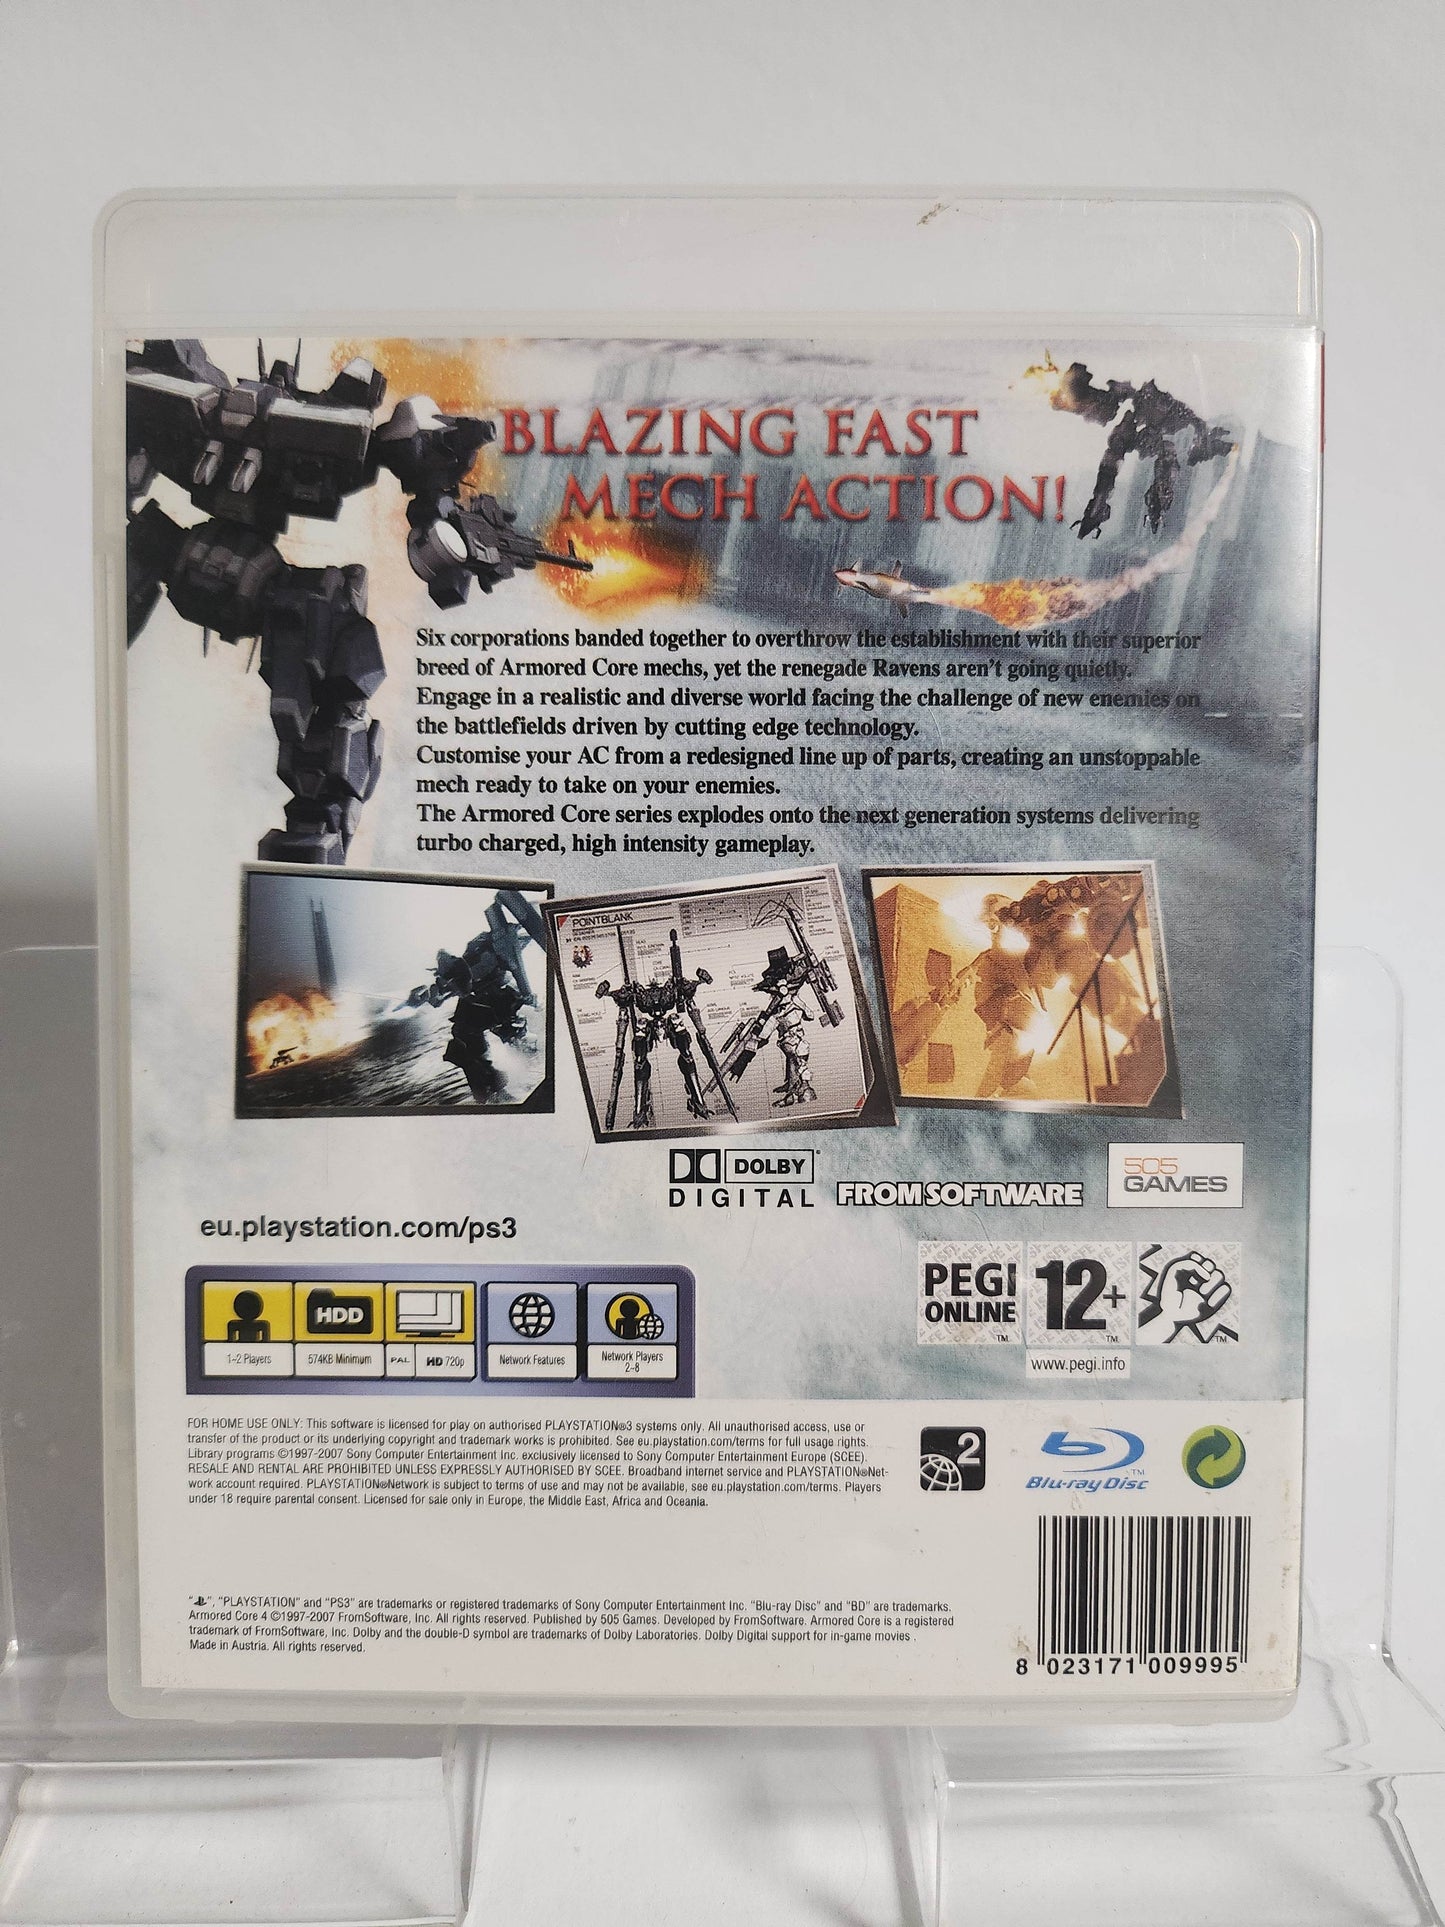 BLAZING FAST
MECH ACTION!
Six corporations banded together to overthrow the establishment with their superior
breed of Armored Core mechs, yet the renegade Ravens aren't going quietly.
Engage in a realistic and diverse world facing the challenge of new enemies on
the battlefields driven by cutting edge technology.
Customise your AC from a redesigned line up of parts, creating an unstoppable
mech ready to take on your enemies.
The Armored Core series explodes onto the next generation systems delivering
turbo charged, high intensity gameplay.
POINTBLANK
DOLBY
DIGITAL
FROMSOFTWARE
505
GAMES
eu.playstation.com/ps3
PEGI
ONLINE
TM
12+
TM
TM
www.pegi.info
HDD
1-2 Players
574KB Minimum
PAL
HD 720p
Network Features
Network Players
2-8
FOR HOME USE ONLY: This software is licensed for play on authorised PLAYSTATION®3 systems only. All unauthorised access, use or
transfer of the product or its underlying copyright and trademark works is prohibited. See eu.playstation.com/terms for full usage rights.
Library programs ©1997-2007 Sony Computer Entertainment Inc. exclusively licensed to Sony Computer Entertainment Europe (SCEE).
RESALE AND RENTAL ARE PROHIBITED UNLESS EXPRESSLY AUTHORISED BY SCEE. Broadband internet service and PLAYSTATION®Net-
work account required. PLAYSTATION®Network is subject to terms of use and may not be available, see eu.playstation.com/terms. Players
under 18 require parental consent. Licensed for sale only in Europe, the Middle East, Africa and Oceania.
2
Blu-ray Disc
TM
" ", "PLAYSTATION" and "PS3" are trademarks or registered trademarks of Sony Computer Entertainment Inc. "Blu-ray Disc" and "BD" are trademarks.
Armored Core 4 ©1997-2007 FromSoftware, Inc. All rights reserved. Published by 505 Games. Developed by FromSoftware. Armored Core is a registered
trademark of FromSoftware, Inc. Dolby and the double-D symbol are trademarks of Dolby Laboratories. Dolby Digital support for in-game movies .
Made in Austria. All rights reserved.
8 023171 009995